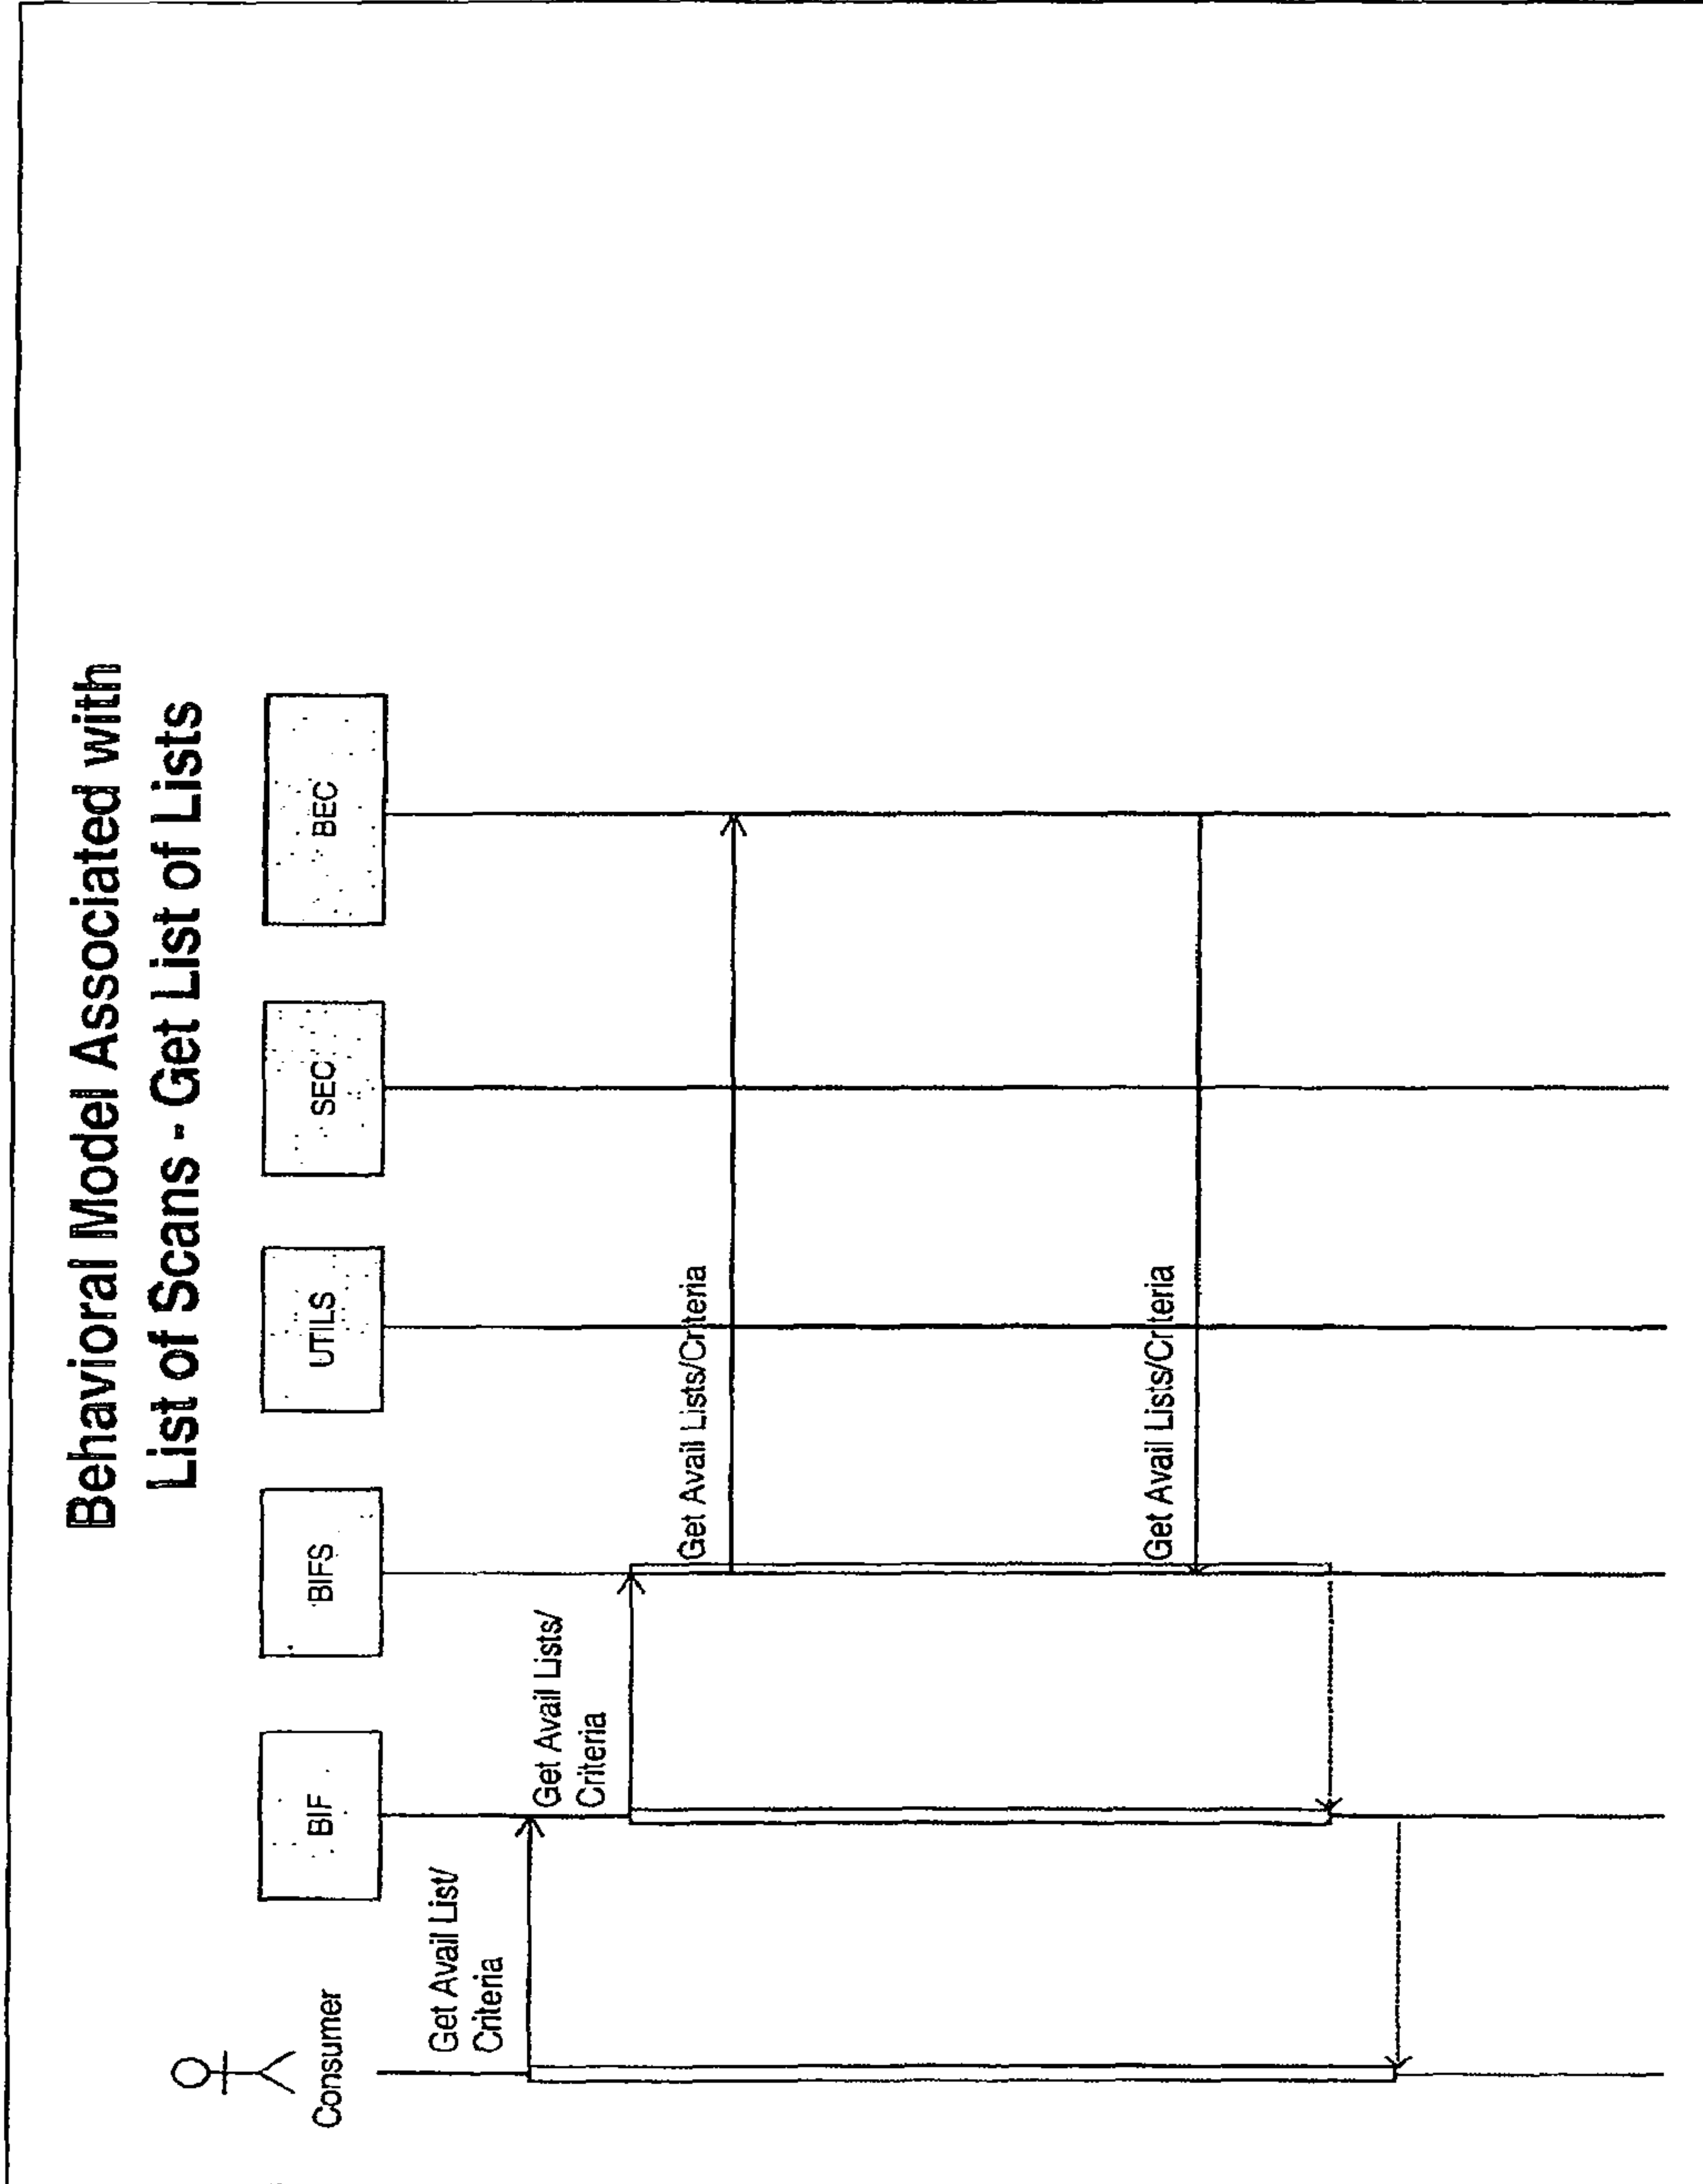 Behavioral Model Associated with
List of Scans - Get List of Lists
Consumer
BIF
BIFS
UTILS
SEC
BEC
Get Avail List/
Criteria
Get Avail Lists/
Criteria
Get Avail Lists/Criteria
Get Avail Lists/Criteria